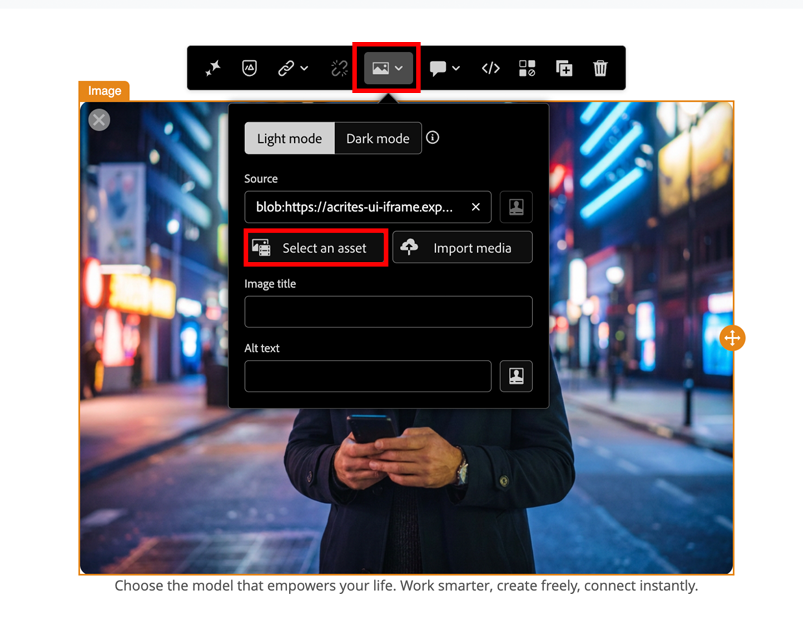 Image
Light mode Dark mode
Source
blob:https://acrites-ui-iframe.exp...
Select an asset Import media
Image title
Alt text
Choose the model that empowers your life. Work smarter, create freely, connect instantly.